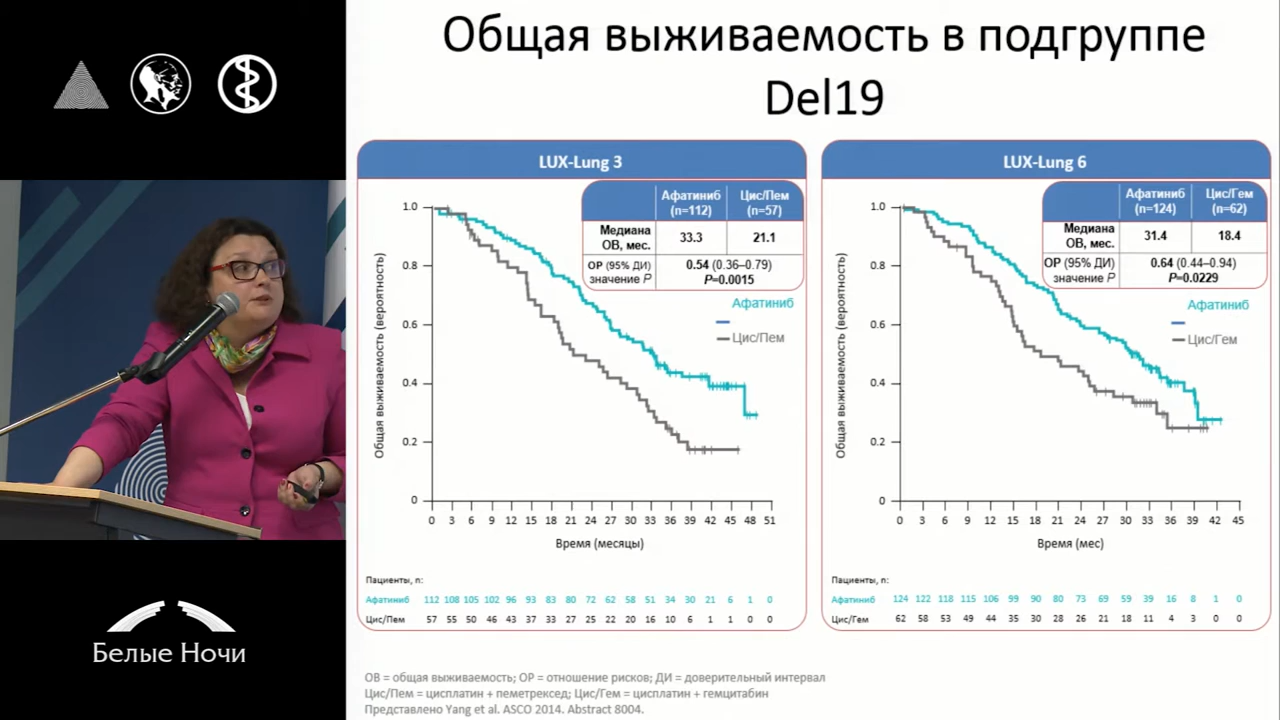 Общая выживаемость в подгруппе
Del19
LUX-Lung 3
Афатиниб
(n=112)
Цис/Пем
(n=57)
Медиана
ОВ, мес.
33.3
21.1
ОР (95% ДИ)
значение P
0.54 (0.36–0.79)
P=0.0015
Афатиниб
Цис/Пем
Общая выживаемость (вероятность)
1.0
0.8
0.6
0.4
0.2
0
0 3 6 9 12 15 18 21 24 27 30 33 36 39 42 45 48 51
Время (месяцы)
Пациенты, n:
Афатиниб 112 108 105 102 96 93 83 80 72 62 58 51 34 30 21 6 1 0
Цис/Пем 57 55 50 46 43 37 33 27 25 22 20 16 10 6 1 1 0 0
LUX-Lung 6
Афатиниб
(n=124)
Цис/Гем
(n=62)
Медиана
ОВ, мес.
31.4
18.4
ОР (95% ДИ)
значение P
0.64 (0.44–0.94)
P=0.0229
Афатиниб
Цис/Гем
Общая выживаемость (вероятность)
1.0
0.8
0.6
0.4
0.2
0
0 3 6 9 12 15 18 21 24 27 30 33 36 39 42 45
Время (мес)
Пациенты, n:
Афатиниб 124 122 118 115 106 99 90 80 73 69 59 39 16 8 1 0
Цис/Гем 62 58 53 49 44 35 30 28 26 21 18 11 4 3 0 0
ОВ = общая выживаемость; ОР = отношение рисков; ДИ = доверительный интервал
Цис/Пем = цисплатин + пеметрексед; Цис/Гем = цисплатин + гемцитабин
Представлено Yang et al. ASCO 2014. Abstract 8004.
Белые Ночи